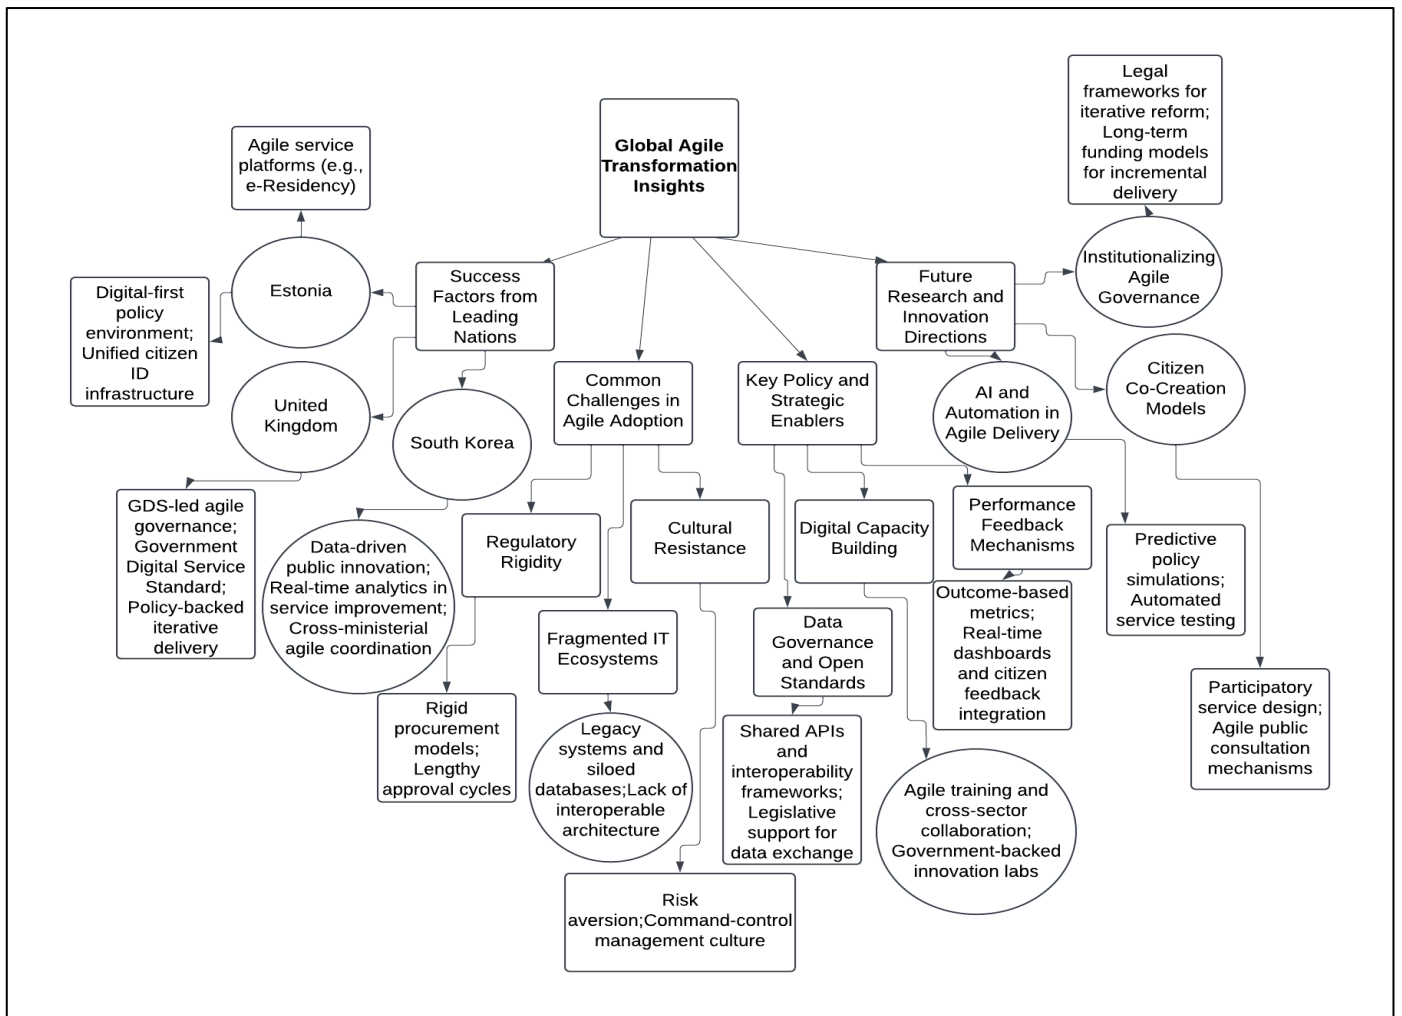 Global Agile
Transformation
Insights
Legal
frameworks for
iterative reform;
Long-term
funding models
for incremental
delivery
Agile service
platforms (e.g.,
e-Residency)
Institutionalizing
Agile
Governance
Estonia
Success
Factors from
Leading
Nations
Future
Research and
Innovation
Directions
Digital-first
policy
environment;
Unified citizen
ID
infrastructure
Citizen
Co-Creation
Models
United
Kingdom
South Korea
Common
Challenges in
Agile Adoption
Key Policy and
Strategic
Enablers
AI and
Automation in
Agile Delivery
GDS-led agile
governance;
Government
Digital Service
Standard;
Policy-backed
iterative
delivery
Data-driven
public innovation;
Real-time analytics in
service improvement;
Cross-ministerial
agile coordination
Regulatory
Rigidity
Cultural
Resistance
Digital Capacity
Building
Performance
Feedback
Mechanisms
Predictive
policy
simulations;
Automated
service testing
Fragmented IT
Ecosystems
Data
Governance
and Open
Standards
Outcome-based
metrics;
Real-time
dashboards
and citizen
feedback
integration
Rigid
procurement
models;
Lengthy
approval cycles
Legacy
systems and
siloed
databases;Lack of
interoperable
architecture
Shared APIs
and
interoperability
frameworks;
Legislative
support for
data exchange
Agile training and
cross-sector
collaboration;
Government-backed
innovation labs
Participatory
service design;
Agile public
consultation
mechanisms
Risk
aversion;Command-control
management culture